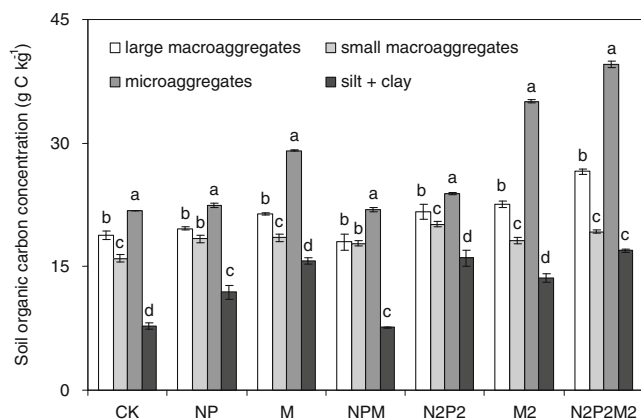 45
30
15
0
Soil organic carbon concentration (g C kg-1)
large macroaggregates
small macroaggregates
microaggregates
silt + clay
b c a d
b b a c
b c a d
b b a c
b c a d
b c a d
b c a c
CK NP M NPM N2P2 M2 N2P2M2